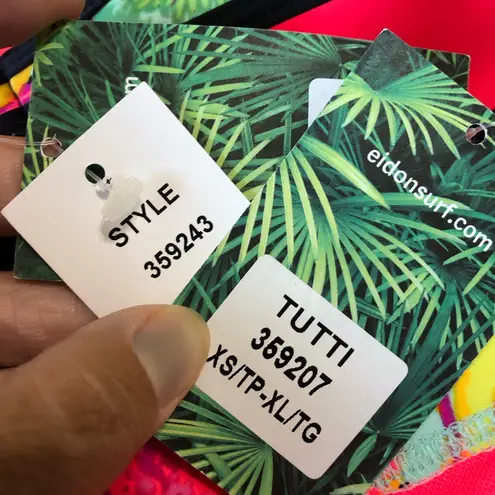 STYLE
359243
eidonsurf.com
TUTTI
359207
XS/TP-XL/TG